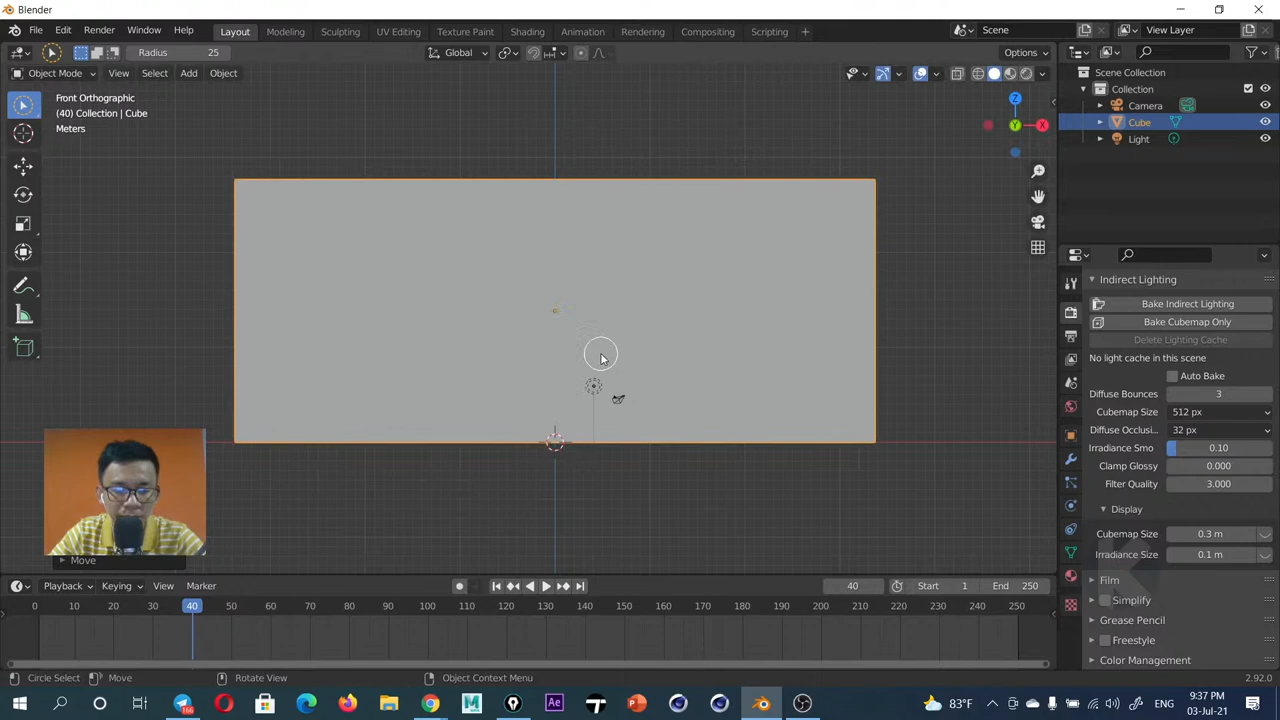 Blender
File Edit Render Window Help
Layout Modeling Sculpting UV Editing Texture Paint Shading Animation Rendering Compositing Scripting
Scene
View Layer
Radius 25
Global
Options
Object Mode View Select Add Object
Front Orthographic
(40) Collection | Cube
Meters
Z
Y
X
Scene Collection
Collection
Camera
Cube
Light
Indirect Lighting
Bake Indirect Lighting
Bake Cubemap Only
Delete Lighting Cache
No light cache in this scene
Auto Bake
Diffuse Bounces 3
Cubemap Size 512 px
Diffuse Occlusi.. 32 px
Irradiance Smo 0.10
Clamp Glossy 0.000
Filter Quality 3.000
Display
Cubemap Size 0.3 m
Irradiance Size 0.1 m
Film
Simplify
Grease Pencil
Freestyle
Color Management
Move
Playback Keying View Marker
40 Start 1 End 250
0 10 20 30 40 50 60 70 80 90 100 110 120 130 140 150 160 170 180 190 200 210 220 230 240 250
Circle Select Move Rotate View Object Context Menu 2.92.0
166
M
Ae
83°F
9:37 PM
03-Jul-21